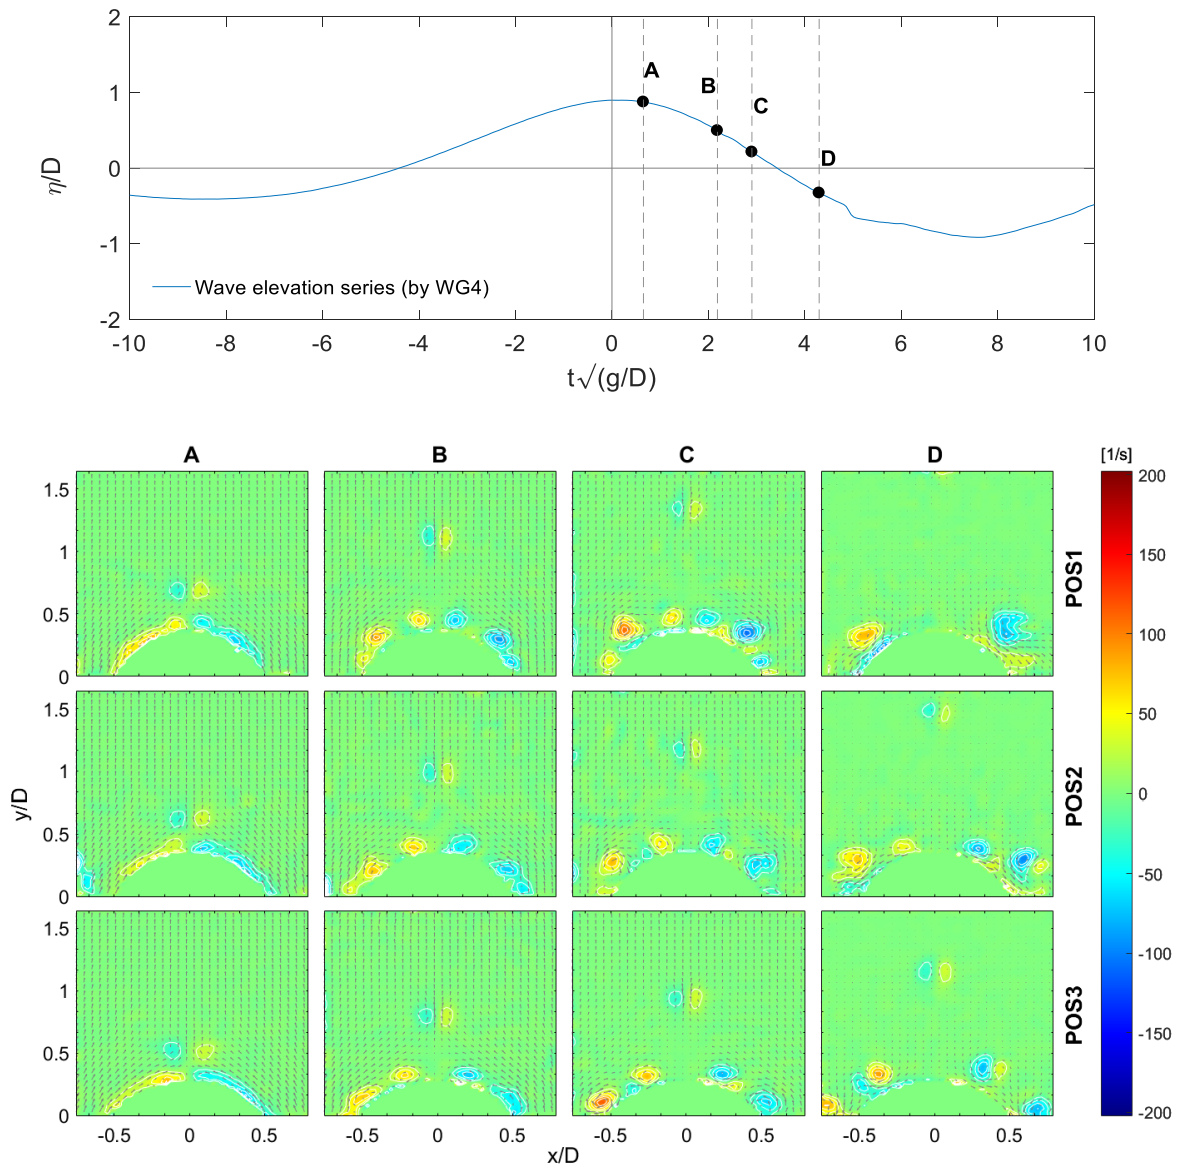 2
1
0
-1
-2
η/D
A
B
C
D
Wave elevation series (by WG4)
-10 -8 -6 -4 -2 0 2 4 6 8 10
t√(g/D)
A B C D [1/s]
1.5
1
0.5
0
POS1
1.5
1
0.5
0
POS2
y/D
1.5
1
0.5
0
POS3
-0.5 0 0.5 -0.5 0 0.5 -0.5 0 0.5 -0.5 0 0.5
x/D
200
150
100
50
0
-50
-100
-150
-200